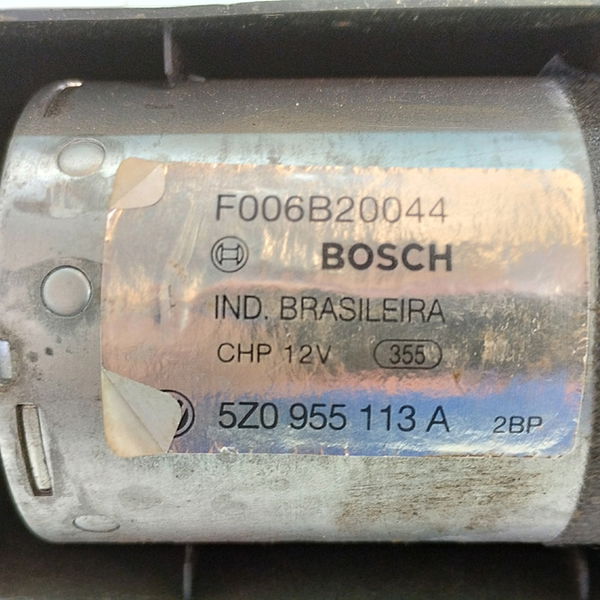 F006B20044
BOSCH
IND. BRASILEIRA
CHP 12V 355
5Z0 955 113 A 2BP